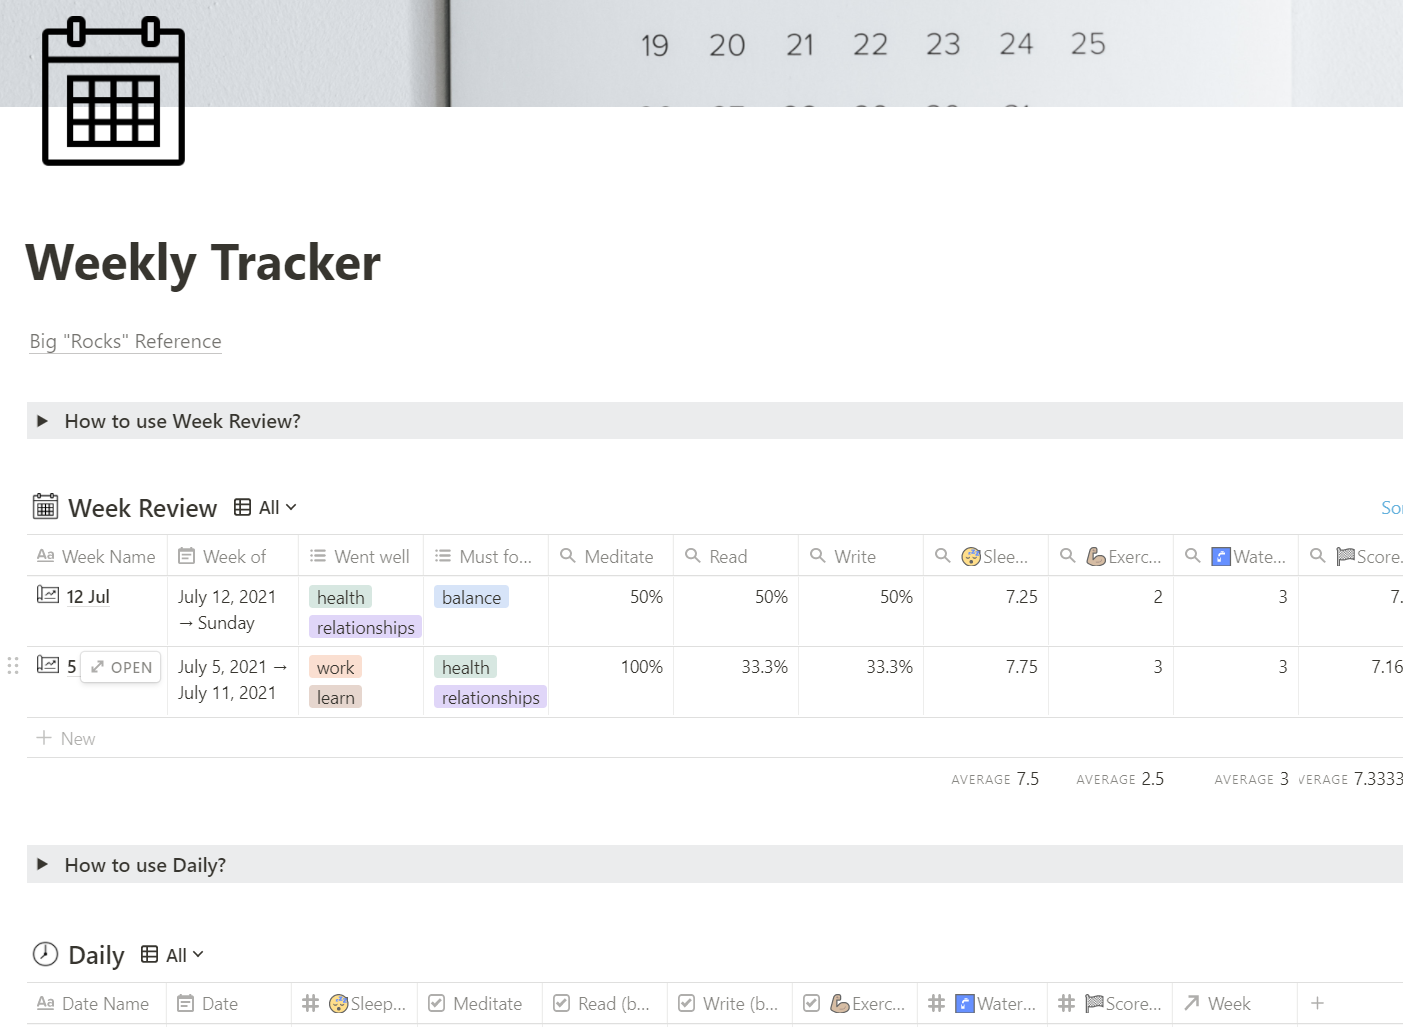 19 20 21 22 23 24 25
Weekly Tracker
Big "Rocks" Reference
How to use Week Review?
Week Review All
Sor
Aa Week Name Week of Went well Must fo... Meditate Read Write Slee... Exerc... Wate... Score.
12 Jul July 12, 2021 health balance 50% 50% 50% 7.25 2 3 7.
→ Sunday relationships
5 OPEN July 5, 2021 → work health 100% 33.3% 33.3% 7.75 3 3 7.16
July 11, 2021 learn relationships
+ New
AVERAGE 7.5 AVERAGE 2.5 AVERAGE 3 VERAGE 7.3333
How to use Daily?
Daily All
Aa Date Name Date # Sleep... Meditate Read (b... Write (b... Exerc... # Water... # Score... Week +